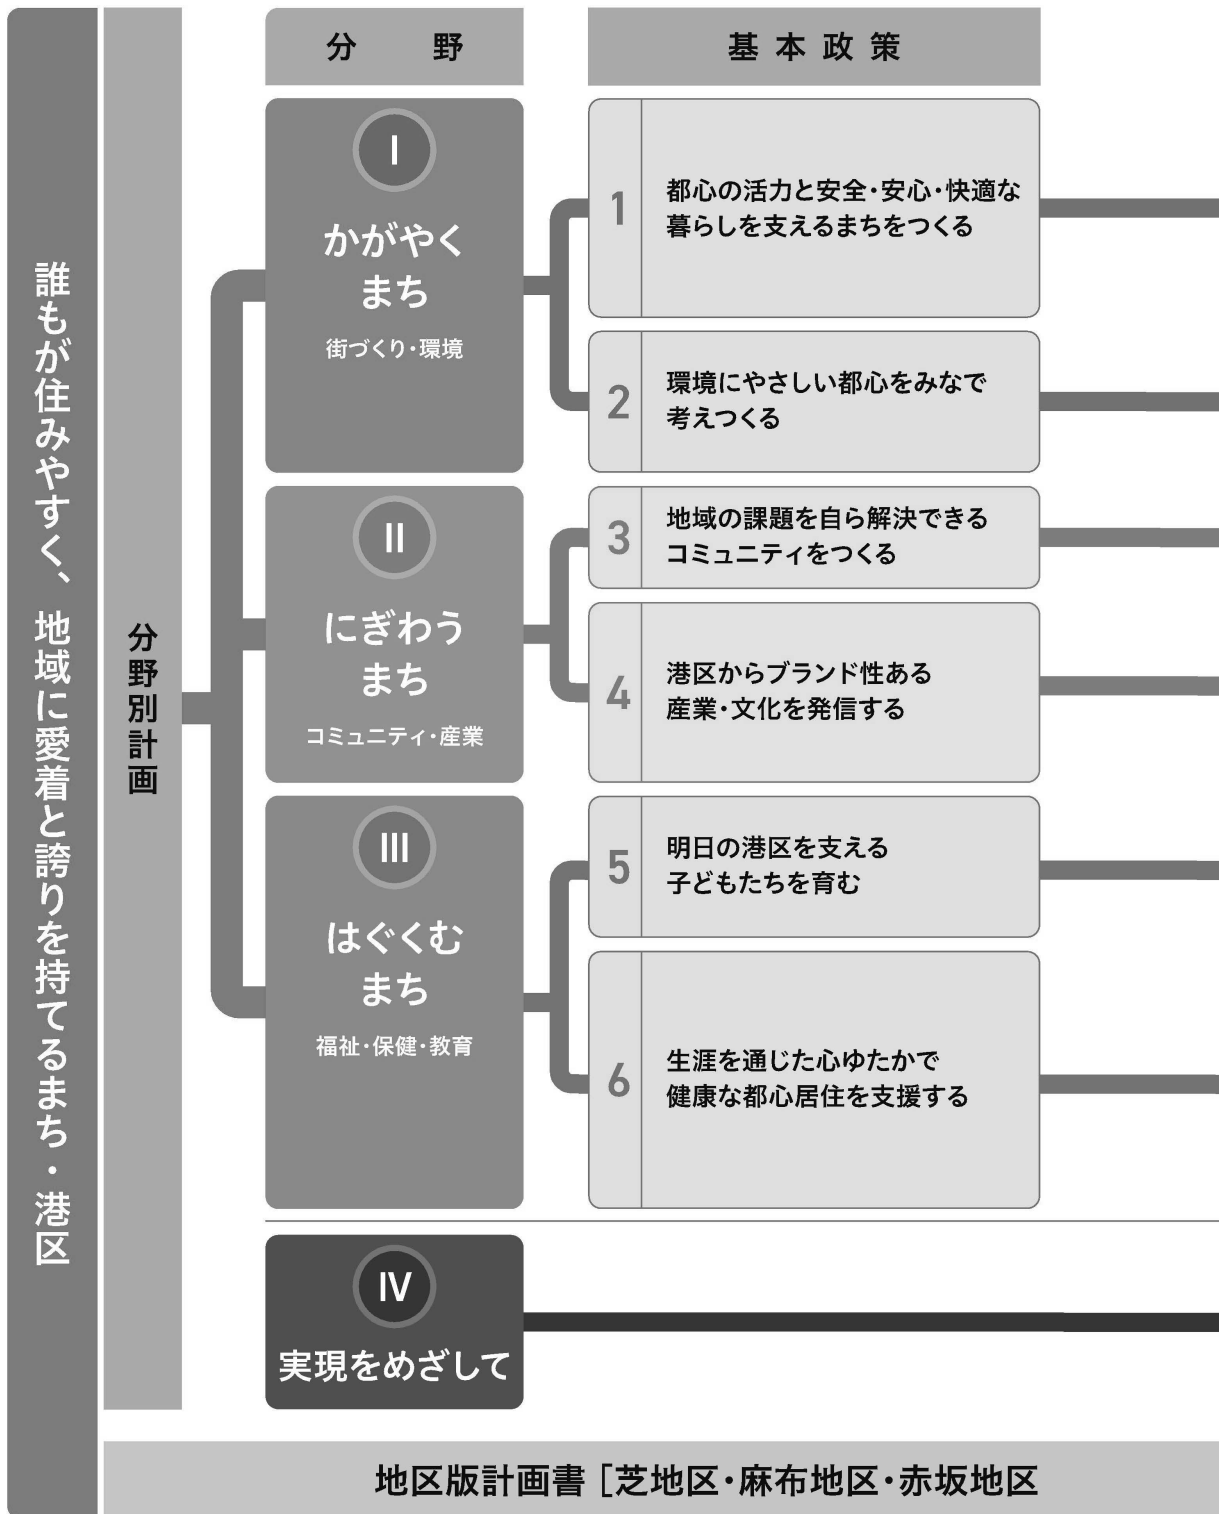 誰もが住みやすく、地域に愛着と誇りを持てるまち・港区
分野別計画
分野
基本政策
I
かがやく
まち
街づくり・環境
1
都心の活力と安全・安心・快適な
暮らしを支えるまちをつくる
2
環境にやさしい都心をみなで
考えつくる
II
にぎわう
まち
コミュニティ・産業
3
地域の課題を自ら解決できる
コミュニティをつくる
4
港区からブランド性ある
産業・文化を発信する
III
はぐくむ
まち
福祉・保健・教育
5
明日の港区を支える
子どもたちを育む
6
生涯を通じた心ゆたかで
健康な都心居住を支援する
IV
実現をめざして
地区版計画書［芝地区・麻布地区・赤坂地区